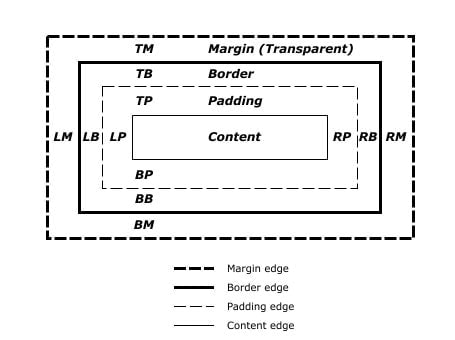 TM Margin (Transparent)
TB Border
TP Padding
LM LB LP Content RP RB RM
BP
BB
BM
Margin edge
Border edge
Padding edge
Content edge